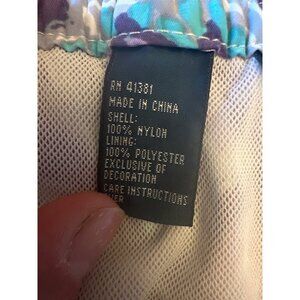 RN 41381
MADE IN CHINA
SHELL:
100% NYLON
LINING:
100% POLYESTER
EXCLUSIVE OF
DECORATION
CARE INSTRUCTIONS